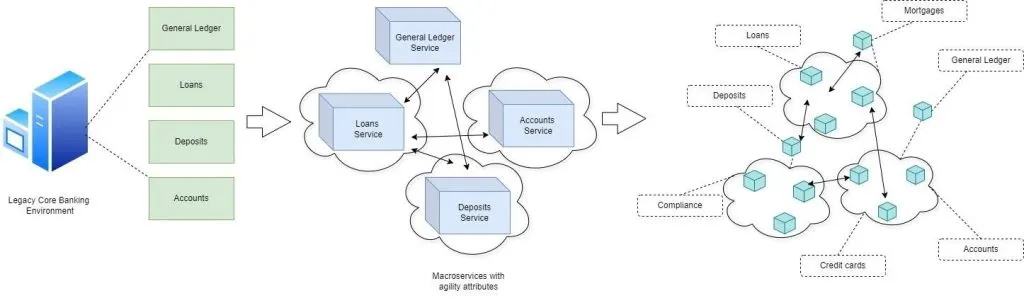 General Ledger
Loans
Deposits
Accounts
Legacy Core Banking
Environment
General Ledger
Service
Loans
Service
Accounts
Service
Deposits
Service
Macroservices with
agility attributes
Mortgages
Loans
General Ledger
Deposits
Compliance
Accounts
Credit cards